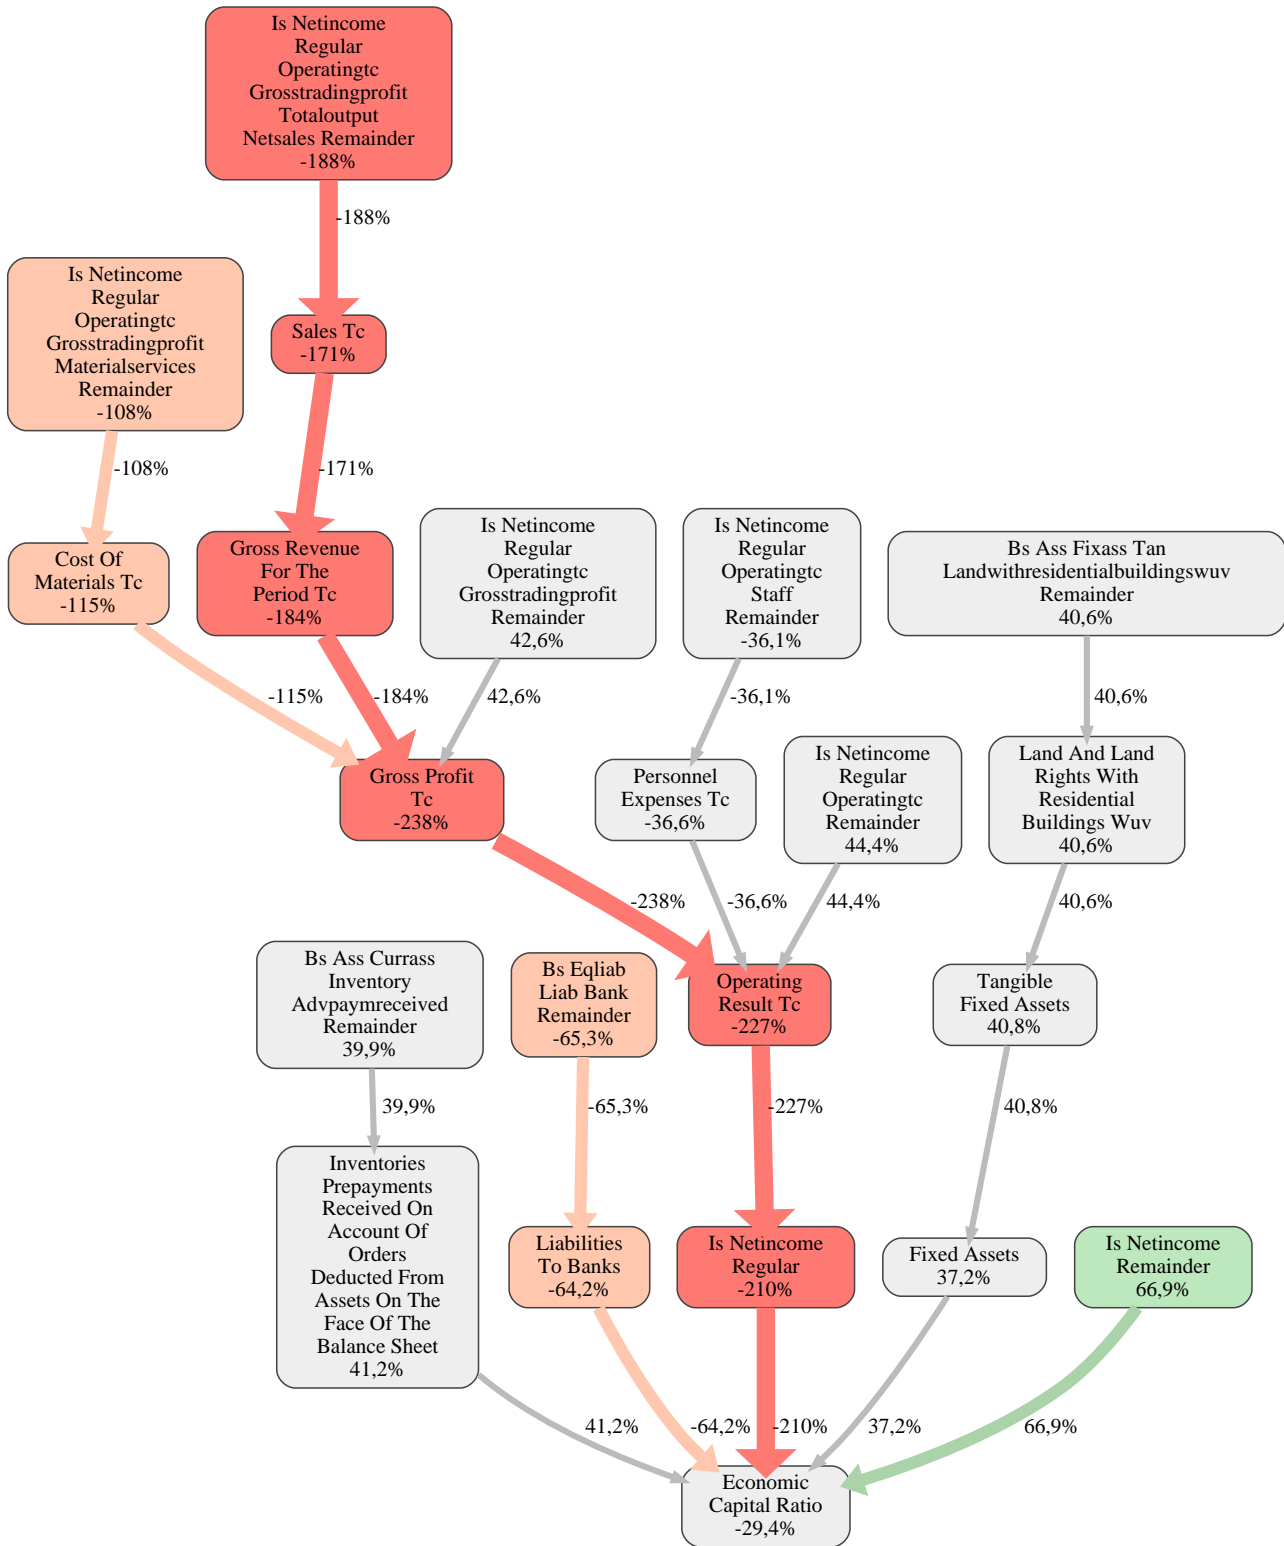 Is Netincome
Regular
Operatingtc
Grosstradingprofit
Totaloutput
Netsales Remainder
-188%
-188%
Is Netincome
Regular
Operatingtc
Grosstradingprofit
Materialservices
Remainder
-108%
Sales Tc
-171%
-108%
-171%
Cost Of
Materials Tc
-115%
Gross Revenue
For The
Period Tc
-184%
Is Netincome
Regular
Operatingtc
Grosstradingprofit
Remainder
42,6%
Is Netincome
Regular
Operatingtc
Staff
Remainder
-36,1%
Bs Ass Fixass Tan
Landwithresidentialbuildingswuv
Remainder
40,6%
-115%
-184%
42,6%
-36,1%
40,6%
Gross Profit
Tc
-238%
Personnel
Expenses Tc
-36,6%
Is Netincome
Regular
Operatingtc
Remainder
44,4%
Land And Land
Rights With
Residential
Buildings Wuv
40,6%
-238%
-36,6%
44,4%
40,6%
Bs Ass Currass
Inventory
Advpaymreceived
Remainder
39,9%
Bs Eqliab
Liab Bank
Remainder
-65,3%
Operating
Result Tc
-227%
Tangible
Fixed Assets
40,8%
39,9%
-65,3%
-227%
40,8%
Inventories
Prepayments
Received On
Account Of
Orders
Deducted From
Assets On The
Face Of The
Balance Sheet
41,2%
Liabilities
To Banks
-64,2%
Is Netincome
Regular
-210%
Fixed Assets
37,2%
Is Netincome
Remainder
66,9%
41,2%
-64,2%
-210%
37,2%
66,9%
Economic
Capital Ratio
-29,4%